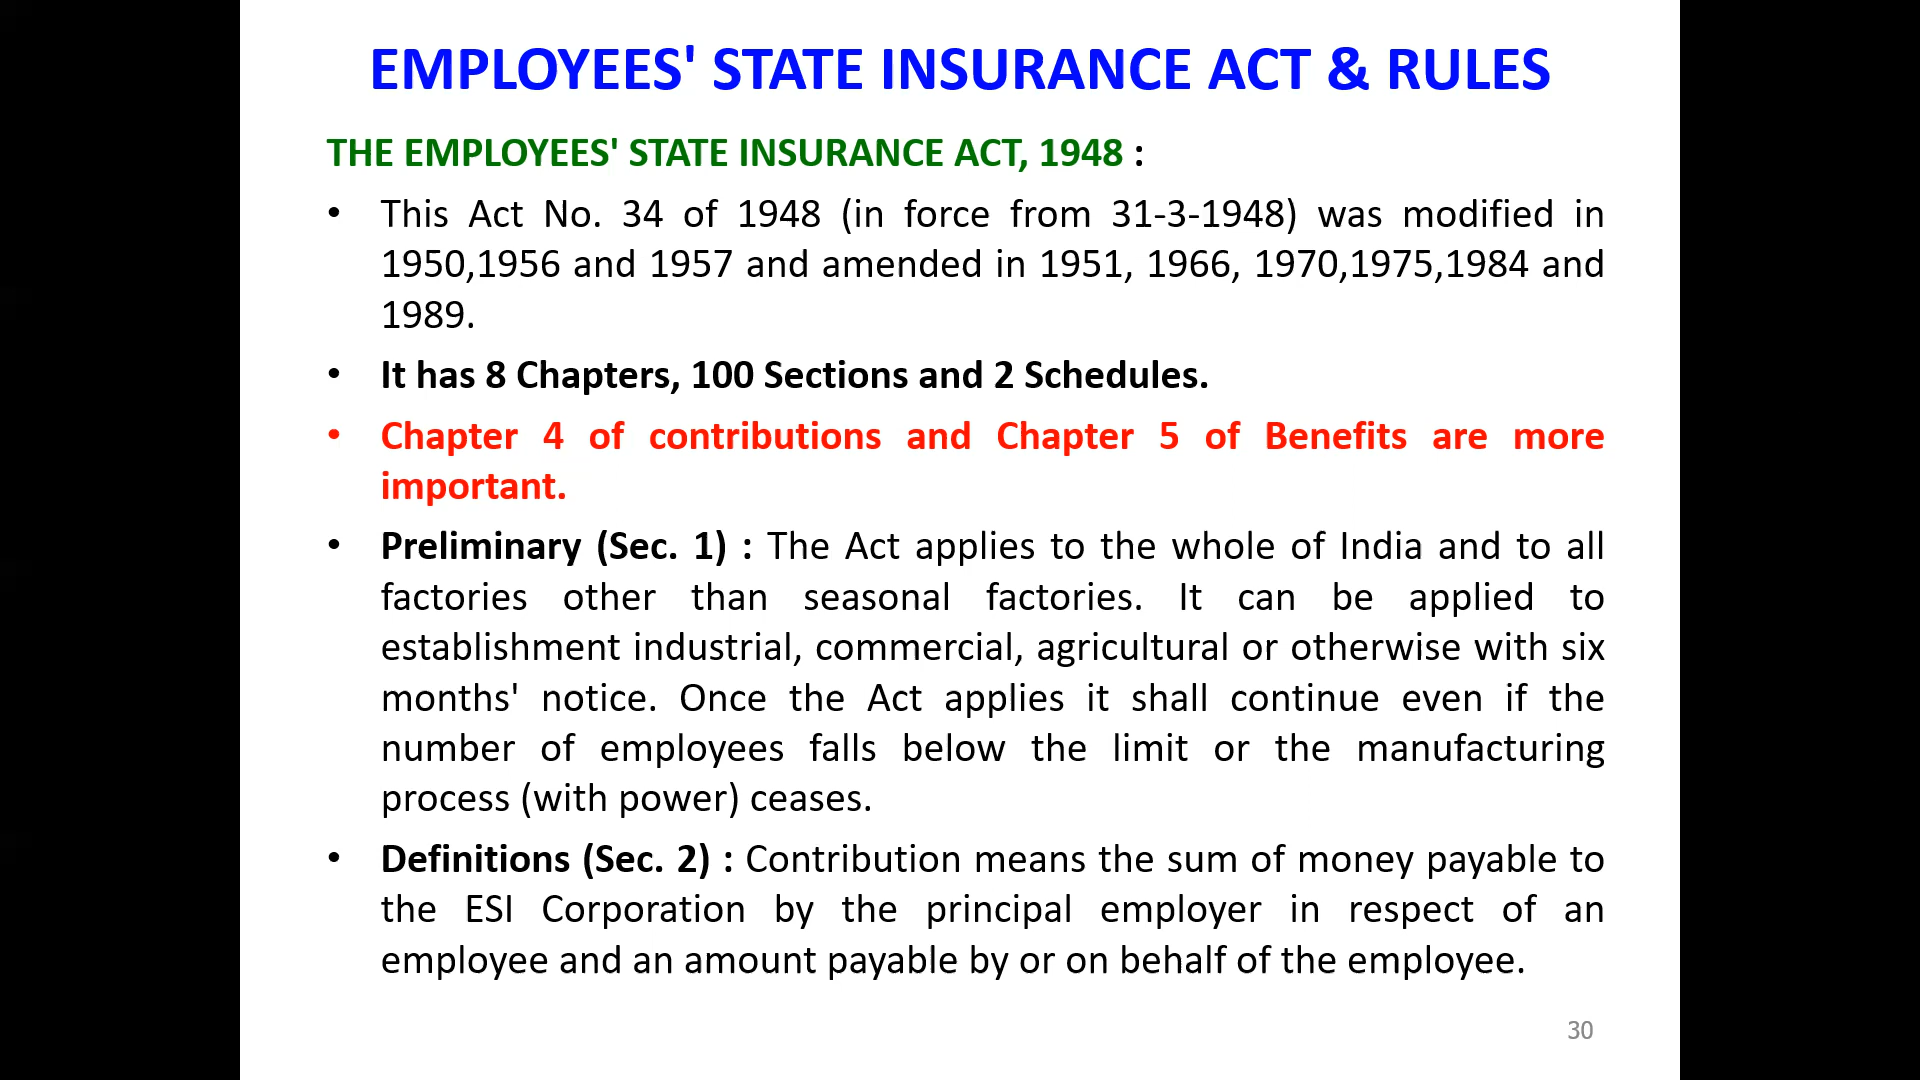 EMPLOYEES' STATE INSURANCE ACT & RULES
THE EMPLOYEES' STATE INSURANCE ACT, 1948 :
• This Act No. 34 of 1948 (in force from 31-3-1948) was modified in
1950,1956 and 1957 and amended in 1951, 1966, 1970,1975,1984 and
1989.
• It has 8 Chapters, 100 Sections and 2 Schedules.
• Chapter 4 of contributions and Chapter 5 of Benefits are more
important.
• Preliminary (Sec. 1) : The Act applies to the whole of India and to all
factories other than seasonal factories. It can be applied to
establishment industrial, commercial, agricultural or otherwise with six
months' notice. Once the Act applies it shall continue even if the
number of employees falls below the limit or the manufacturing
process (with power) ceases.
• Definitions (Sec. 2) : Contribution means the sum of money payable to
the ESI Corporation by the principal employer in respect of an
employee and an amount payable by or on behalf of the employee.
30